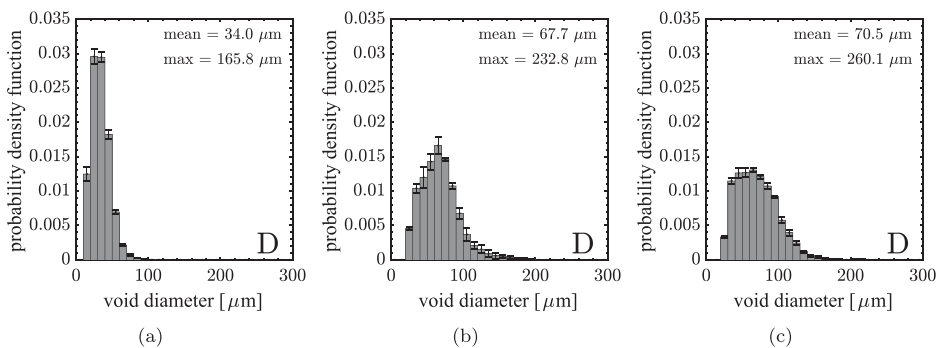 0.035
0.03
0.025
0.02
0.015
0.01
0.005
0
probability density function
mean = 34.0 μm
max = 165.8 μm
D
0 100 200 300
void diameter [μm]
(a)
0.035
0.03
0.025
0.02
0.015
0.01
0.005
0
probability density function
mean = 67.7 μm
max = 232.8 μm
D
0 100 200 300
void diameter [μm]
(b)
0.035
0.03
0.025
0.02
0.015
0.01
0.005
0
probability density function
mean = 70.5 μm
max = 260.1 μm
D
0 100 200 300
void diameter [μm]
(c)